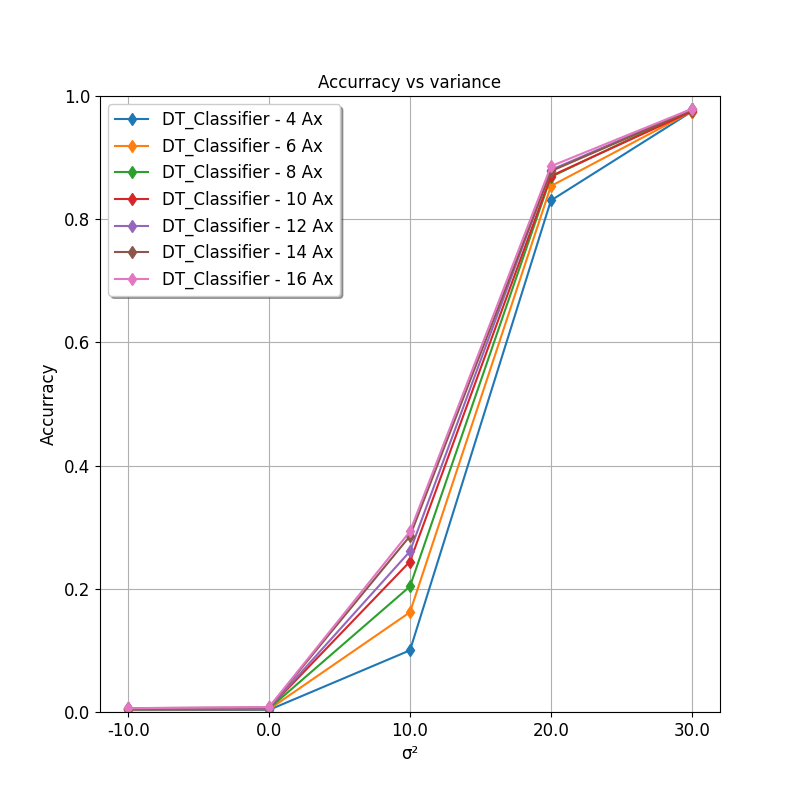 Accurracy vs variance
1.0
0.8
0.6
0.4
0.2
0.0
Accurracy
DT_Classifier - 4 Ax
DT_Classifier - 6 Ax
DT_Classifier - 8 Ax
DT_Classifier - 10 Ax
DT_Classifier - 12 Ax
DT_Classifier - 14 Ax
DT_Classifier - 16 Ax
-10.0 0.0 10.0 20.0 30.0
σ²